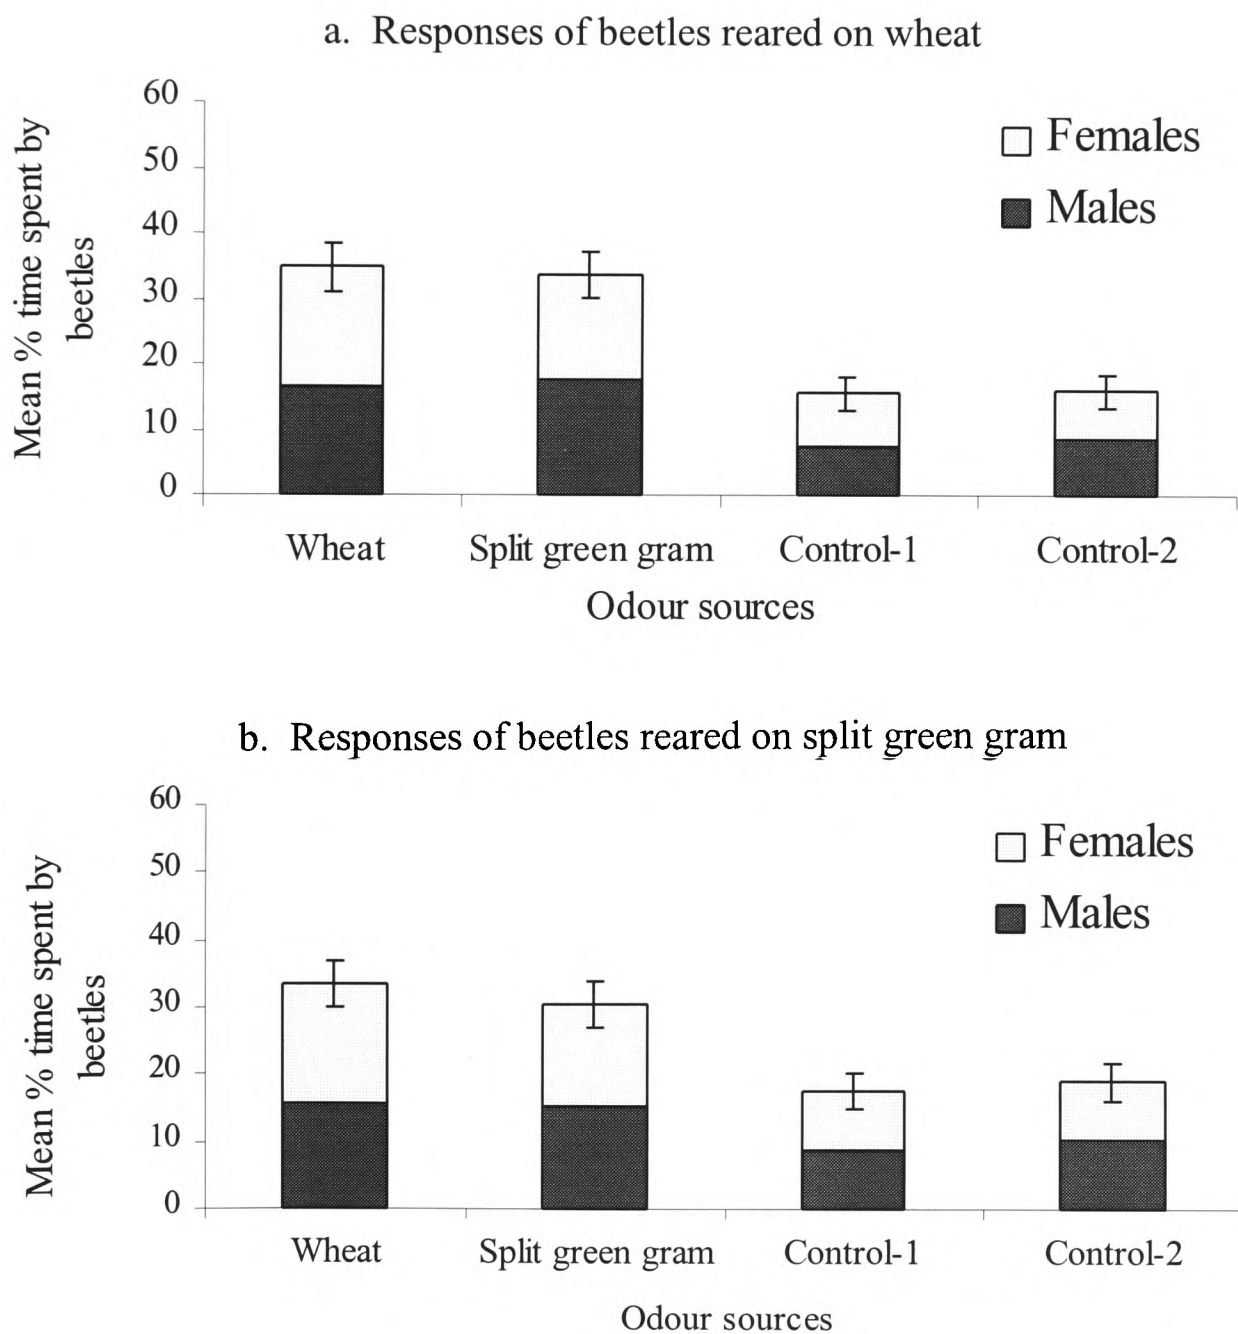 a. Responses of beetles reared on wheat
Mean % time spent by
beetles
60
50
40
30
20
10
0
Females
Males
Wheat
Split green gram
Control-1
Control-2
Odour sources
b. Responses of beetles reared on split green gram
Mean % time spent by
beetles
60
50
40
30
20
10
0
Females
Males
Wheat
Split green gram
Control-1
Control-2
Odour sources